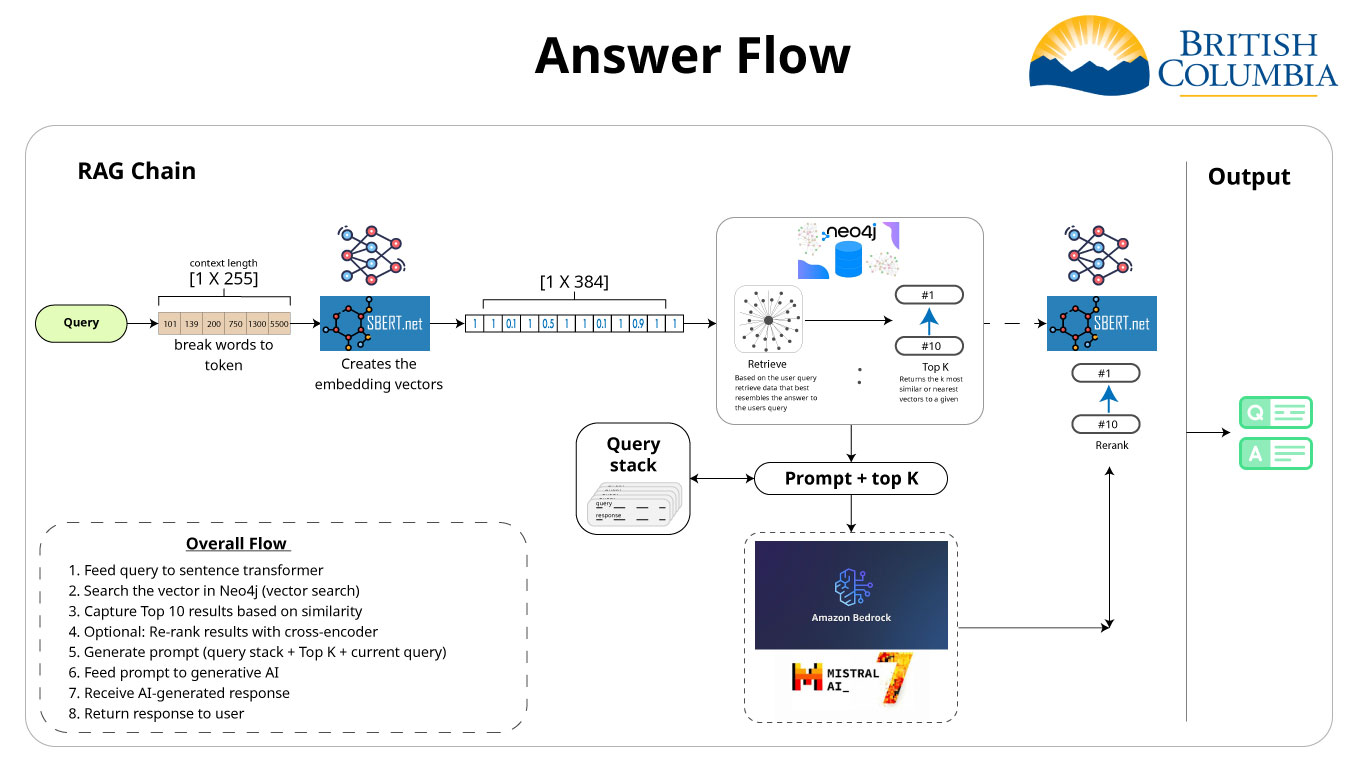 Answer Flow
BRITISH
COLUMBIA
RAG Chain
Output
Query
context length
[1 X 255]
101 139 200 750 1300 5500
break words to
token
SBERT.net
Creates the
embedding vectors
[1 X 384]
1 1 0.1 1 0.5 1 1 0.1 1 0.9 1 1
neo4j
#1
#10
Retrieve
Based on the user query
retrieve data that best
resembles the answer to
the users query
Top K
Returns the k most
similar or nearest
vectors to a given
SBERT.net
#1
#10
Rerank
Q
A
Query
stack
query
response
Prompt + top K
Amazon Bedrock
MISTRAL
AI_
7
Overall Flow
1. Feed query to sentence transformer
2. Search the vector in Neo4j (vector search)
3. Capture Top 10 results based on similarity
4. Optional: Re-rank results with cross-encoder
5. Generate prompt (query stack + Top K + current query)
6. Feed prompt to generative AI
7. Receive AI-generated response
8. Return response to user